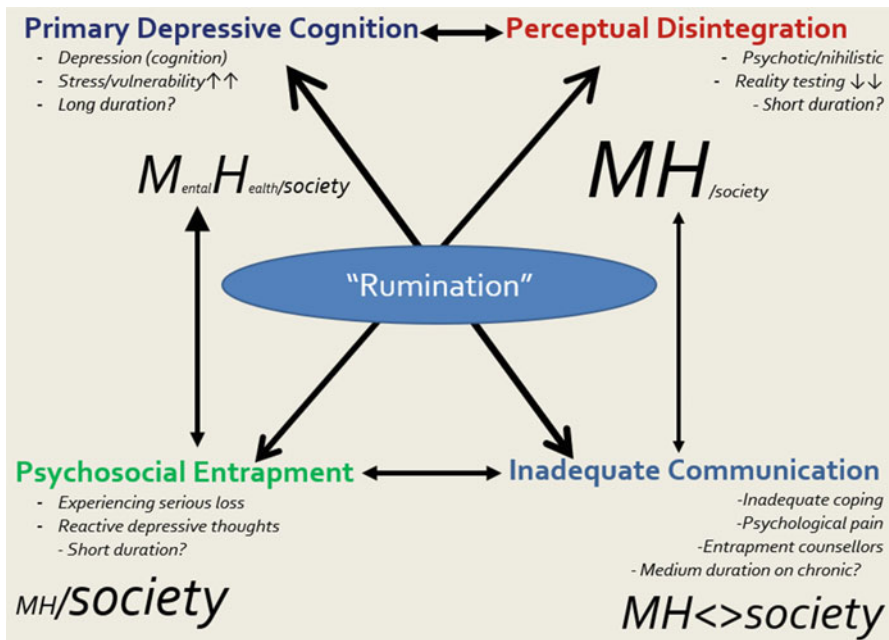 Primary Depressive Cognition
- Depression (cognition)
- Stress/vulnerability↑↑
- Long duration?
Perceptual Disintegration
- Psychotic/nihilistic
- Reality testing ↓↓
- Short duration?
Mental Health/society
MH/society
“Rumination”
Psychosocial Entrapment
- Experiencing serious loss
- Reactive depressive thoughts
- Short duration?
MH/society
Inadequate Communication
-Inadequate coping
-Psychological pain
-Entrapment counsellors
- Medium duration on chronic?
MH<>society